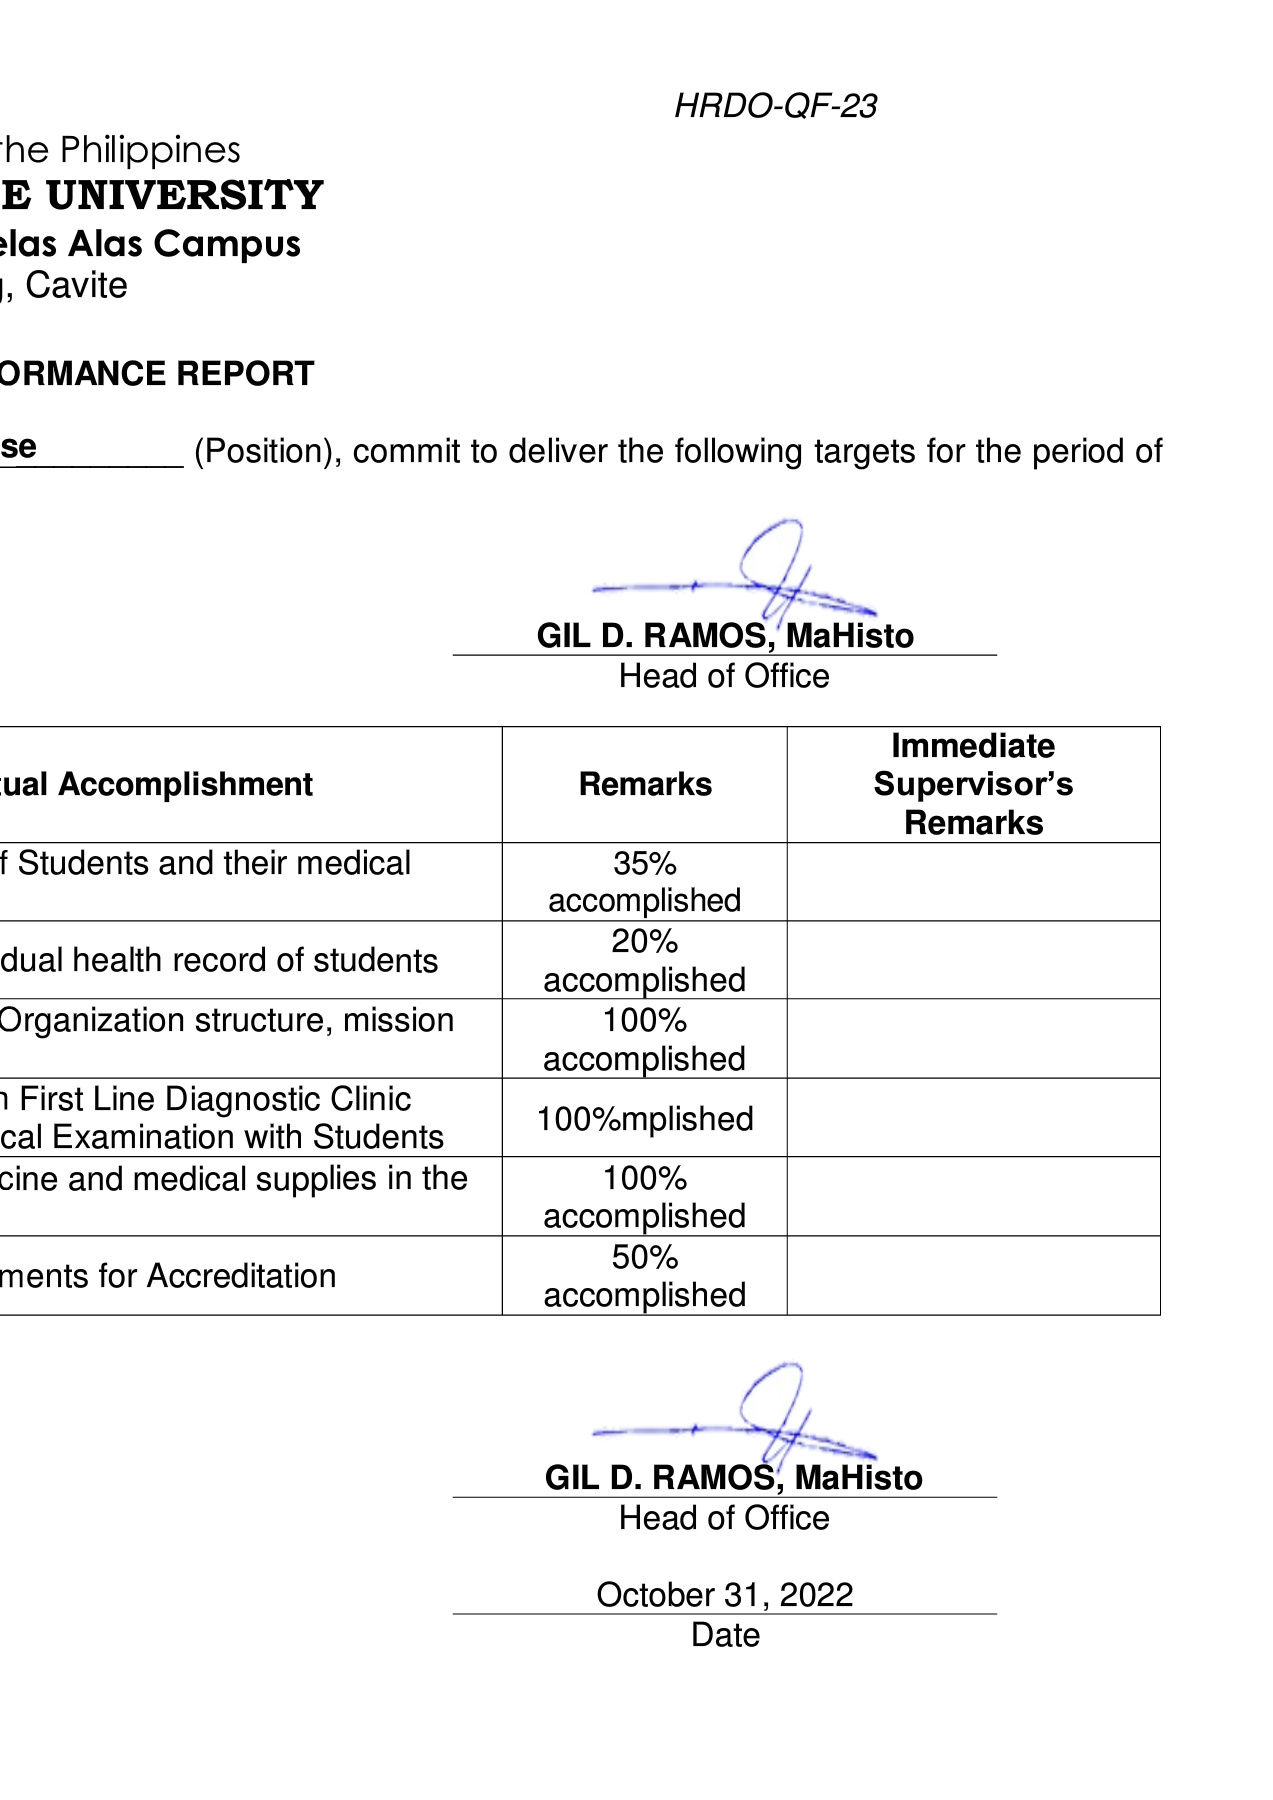 HRDO-QF-23
the Philippines
E UNIVERSITY
elas Alas Campus
g, Cavite
ORMANCE REPORT
se__________ (Position), commit to deliver the following targets for the period of
GIL D. RAMOS, MaHisto
Head of Office
tual Accomplishment
Remarks
Immediate
Supervisor's
Remarks
f Students and their medical
35%
accomplished
dual health record of students
20%
accomplished
Organization structure, mission
100%
accomplished
n First Line Diagnostic Clinic
cal Examination with Students
100%mplished
cine and medical supplies in the
100%
accomplished
ments for Accreditation
50%
accomplished
GIL D. RAMOS, MaHisto
Head of Office
October 31, 2022
Date